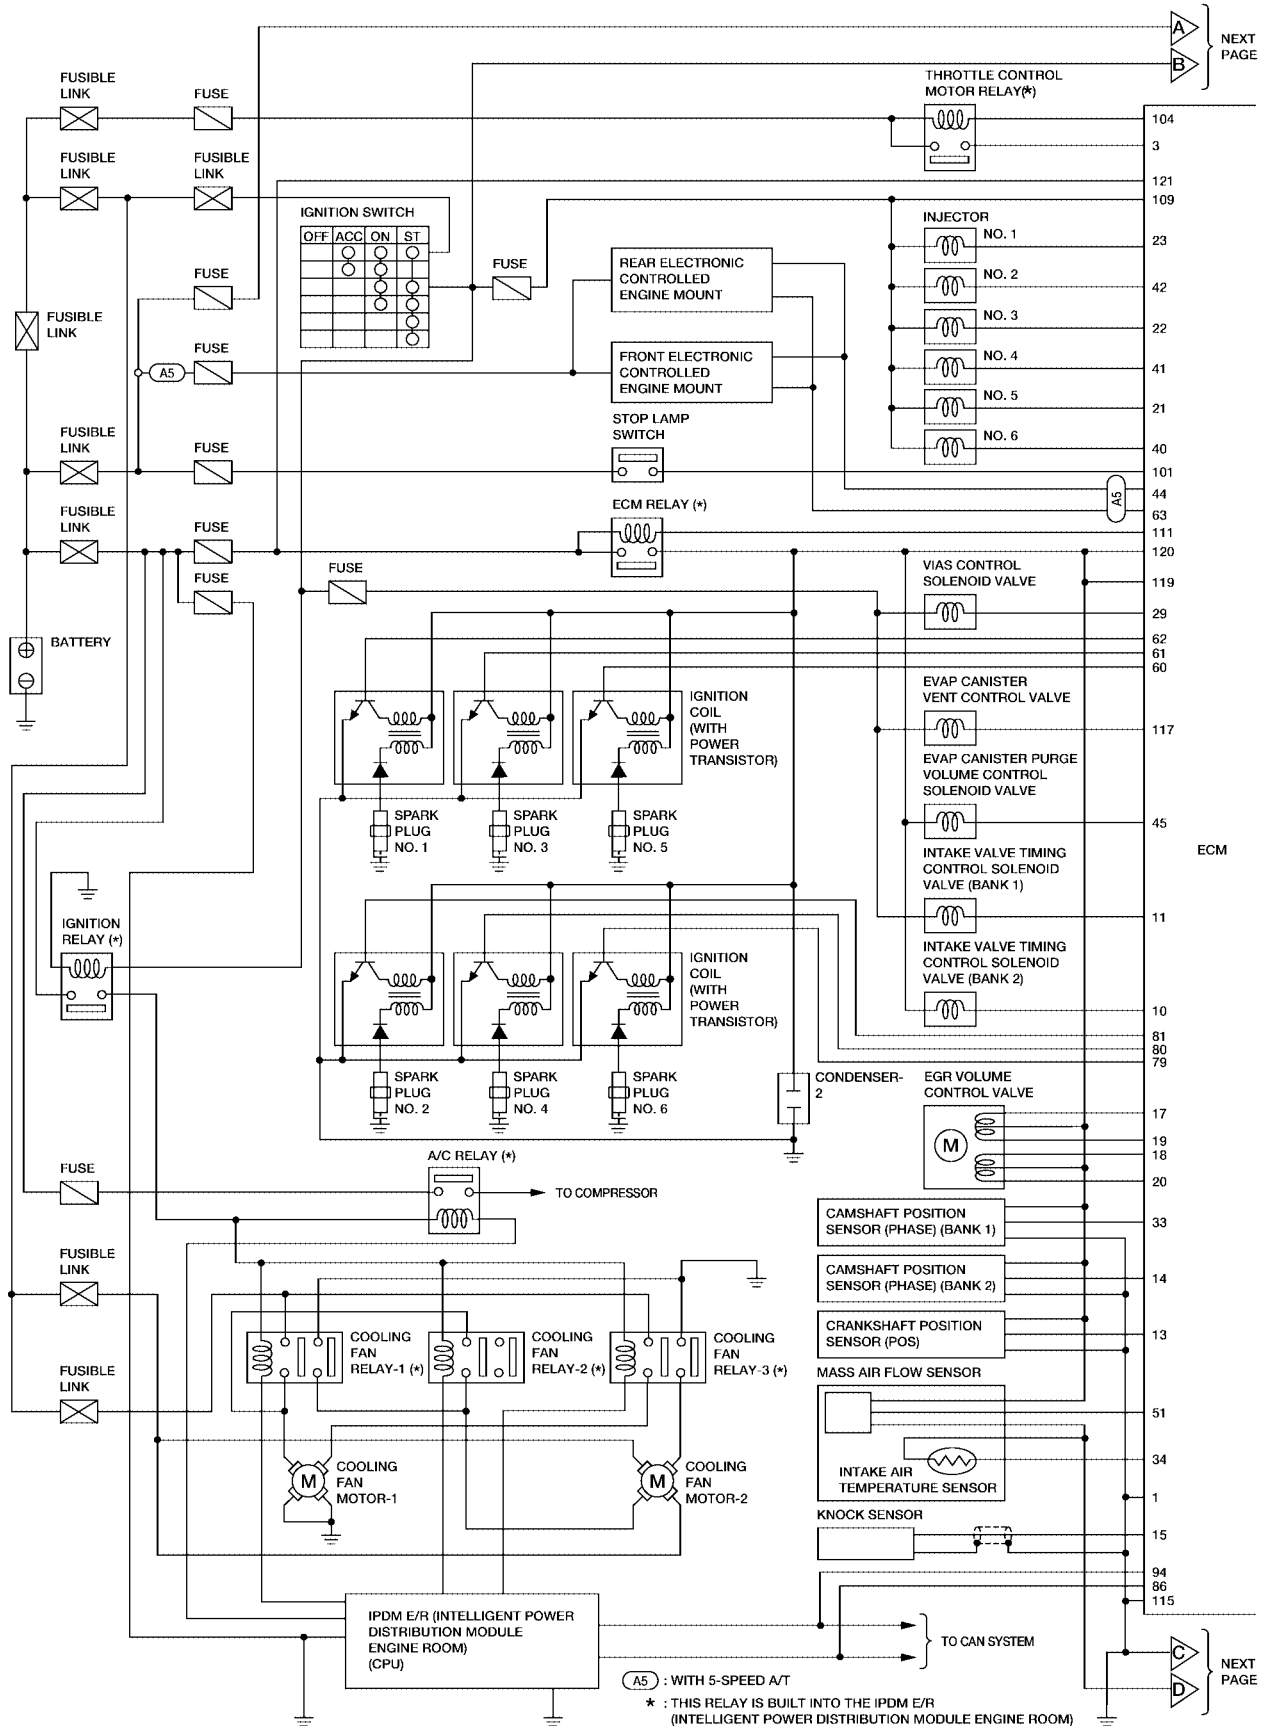 A
NEXT
PAGE
B
FUSIBLE
LINK
FUSE
THROTTLE CONTROL
MOTOR RELAY(*)
104
3
FUSIBLE
LINK
FUSIBLE
LINK
121
109
IGNITION SWITCH
OFF ACC ON ST
INJECTOR
NO. 1
23
FUSE
FUSE
REAR ELECTRONIC
CONTROLLED
ENGINE MOUNT
NO. 2
42
FUSIBLE
LINK
NO. 3
22
FUSE
A5
FRONT ELECTRONIC
CONTROLLED
ENGINE MOUNT
NO. 4
41
NO. 5
21
STOP LAMP
SWITCH
NO. 6
40
FUSIBLE
LINK
FUSE
101
A5
44
63
ECM RELAY (*)
FUSIBLE
LINK
FUSE
111
120
FUSE
FUSE
VIAS CONTROL
SOLENOID VALVE
119
29
BATTERY
62
61
60
IGNITION
COIL
(WITH
POWER
TRANSISTOR)
EVAP CANISTER
VENT CONTROL VALVE
117
EVAP CANISTER PURGE
VOLUME CONTROL
SOLENOID VALVE
45
SPARK
PLUG
NO. 1
SPARK
PLUG
NO. 3
SPARK
PLUG
NO. 5
ECM
INTAKE VALVE TIMING
CONTROL SOLENOID
VALVE (BANK 1)
11
IGNITION
RELAY (*)
INTAKE VALVE TIMING
CONTROL SOLENOID
VALVE (BANK 2)
10
IGNITION
COIL
(WITH
POWER
TRANSISTOR)
81
80
79
SPARK
PLUG
NO. 2
SPARK
PLUG
NO. 4
SPARK
PLUG
NO. 6
CONDENSER-
2
EGR VOLUME
CONTROL VALVE
M
17
19
18
20
FUSE
A/C RELAY (*)
TO COMPRESSOR
CAMSHAFT POSITION
SENSOR (PHASE) (BANK 1)
33
FUSIBLE
LINK
CAMSHAFT POSITION
SENSOR (PHASE) (BANK 2)
14
COOLING
FAN
RELAY-1 (*)
COOLING
FAN
RELAY-2 (*)
COOLING
FAN
RELAY-3 (*)
CRANKSHAFT POSITION
SENSOR (POS)
13
FUSIBLE
LINK
MASS AIR FLOW SENSOR
51
M
COOLING
FAN
MOTOR-1
M
COOLING
FAN
MOTOR-2
INTAKE AIR
TEMPERATURE SENSOR
34
1
KNOCK SENSOR
15
94
86
115
IPDM E/R (INTELLIGENT POWER
DISTRIBUTION MODULE
ENGINE ROOM)
(CPU)
TO CAN SYSTEM
C
NEXT
PAGE
D
A5 : WITH 5-SPEED A/T
* : THIS RELAY IS BUILT INTO THE IPDM E/R
(INTELLIGENT POWER DISTRIBUTION MODULE ENGINE ROOM)